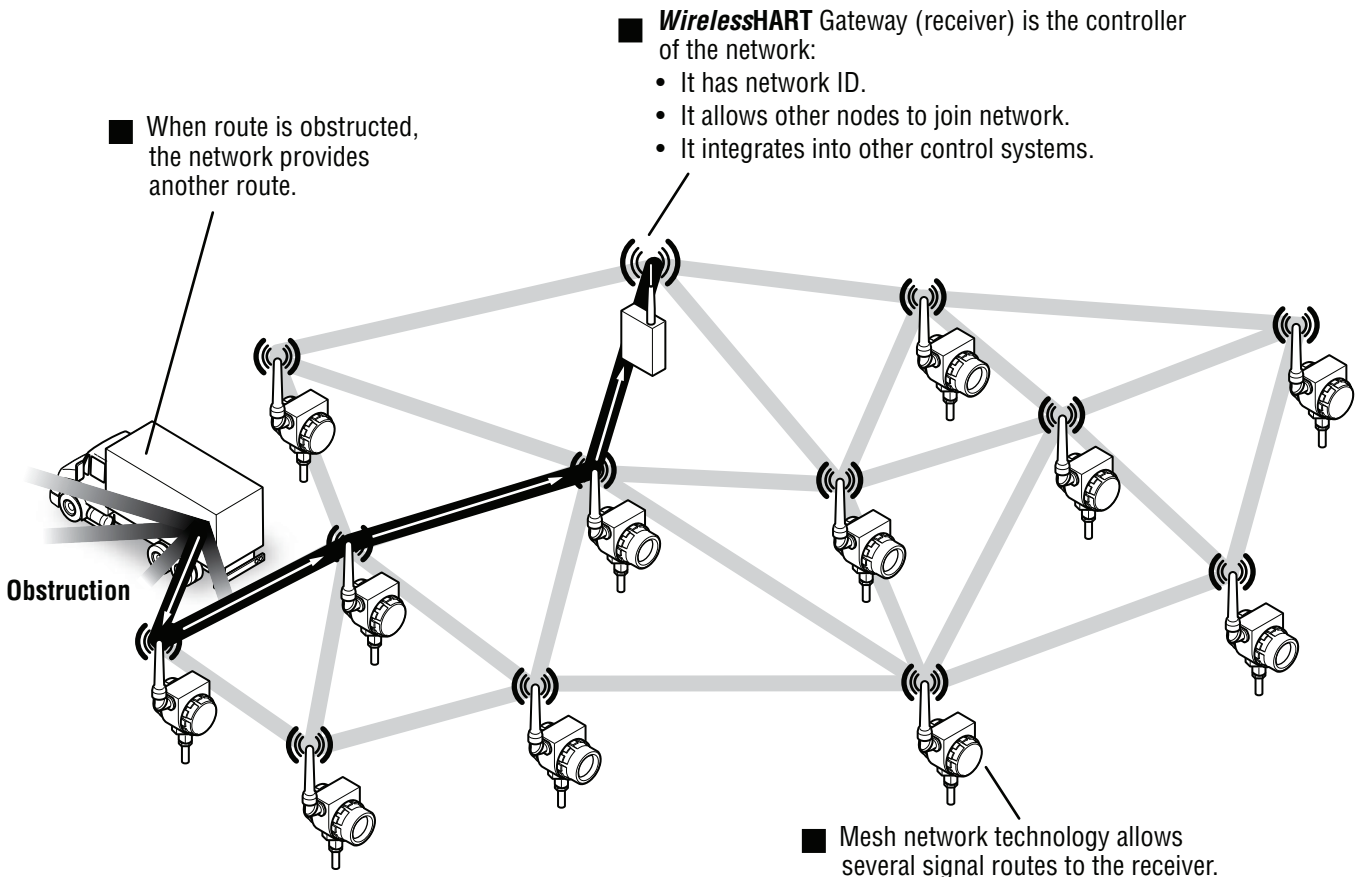 WirelessHART Gateway (receiver) is the controller
of the network:
• It has network ID.
• It allows other nodes to join network.
• It integrates into other control systems.
When route is obstructed,
the network provides
another route.
Obstruction
Mesh network technology allows
several signal routes to the receiver.